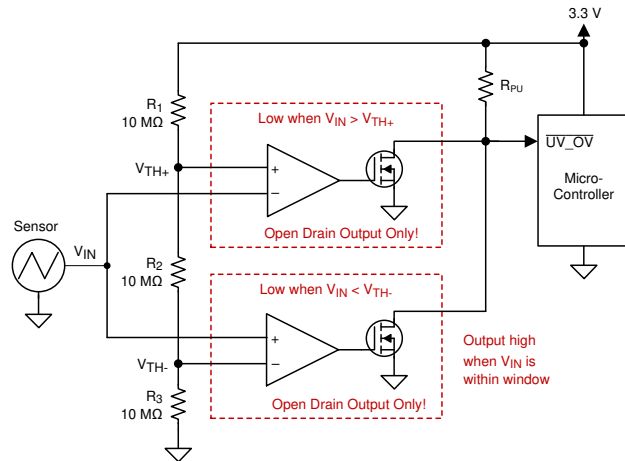 3.3 V
R1
10 MΩ
RPU
Low when VIN > VTH+
UV_OV
Micro-
Controller
VTH+
+
−
Open Drain Output Only!
Sensor
VIN
R2
10 MΩ
Low when VIN < VTH-
+
−
VTH-
Output high
when VIN is
within window
R3
10 MΩ
Open Drain Output Only!